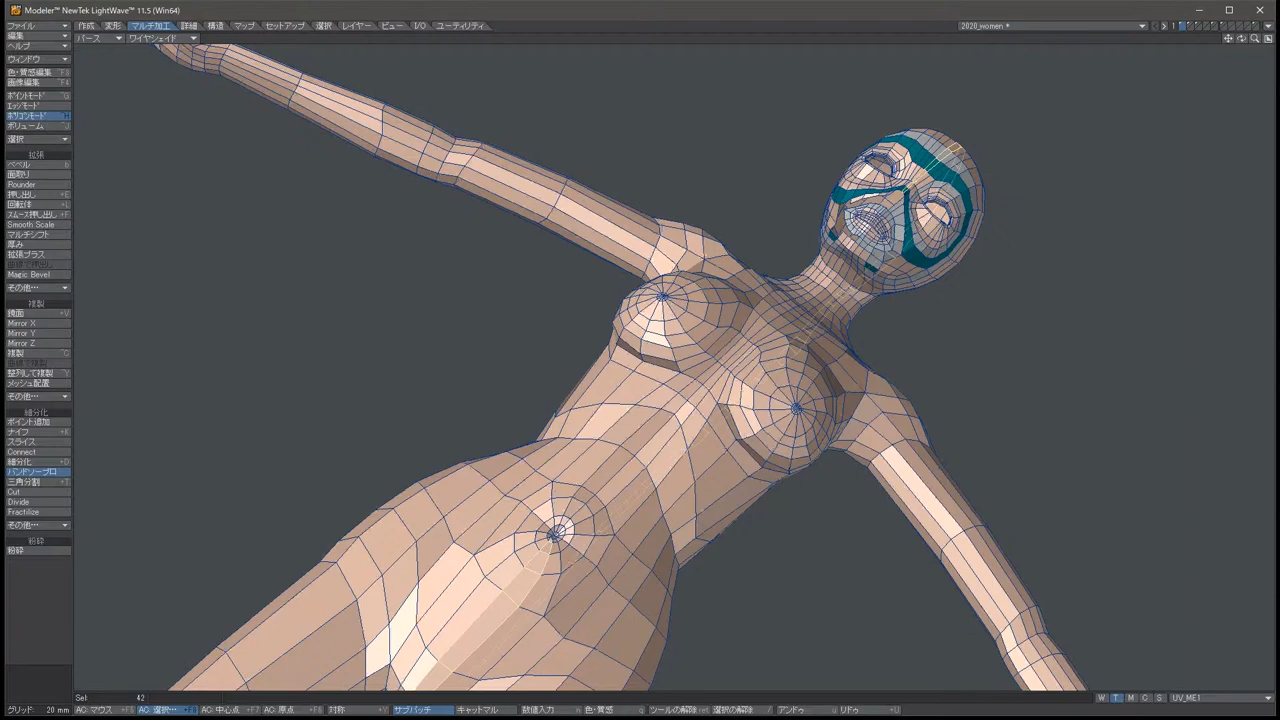 Modeler™ NewTek LightWave™ 11.5 (Win64)
ファイル 作成 変形 マルチ加工 詳細 構造 マップ セットアップ 選択 レイヤー ビュー I/O ユーティリティ 2020_women * 1
編集 パース ワイヤシェイド
ヘルプ
ウィンドウ
色・質感編集 ^F3
画像編集 ^F4
ポイントモード ^G
エッジモード
ポリゴンモード ^H
ボリューム ^J
選択
拡張
ベベル b
面取り
Rounder
押し出し +E
回転体 +L
スムース押し出し +F
Smooth Scale
マルチシフト
厚み
拡張プラス
Magic Bevel
その他…
複製
鏡面 +V
Mirror X
Mirror Y
Mirror Z
複製 ^C
整列して複製 ^V
メッシュ配置
その他…
細分化
ポイント追加
ナイフ +K
スライス
Connect
細分化 +D
バンドソープロ
三角分割 +T
Cut
Divide
Fractilize
その他…
粉砕
粉砕
Sel: 42 W T M C S UV_ME1
グリッド: 20 mm AC: マウス +F5 AC: 選択… +F8 AC: 中心点 +F7 AC: 原点 +F6 対称 +Y サブパッチ キャットマル 数値入力 n 色・質感 q ツールの解除 ret 選択の解除 / アンドゥ u リドゥ +U